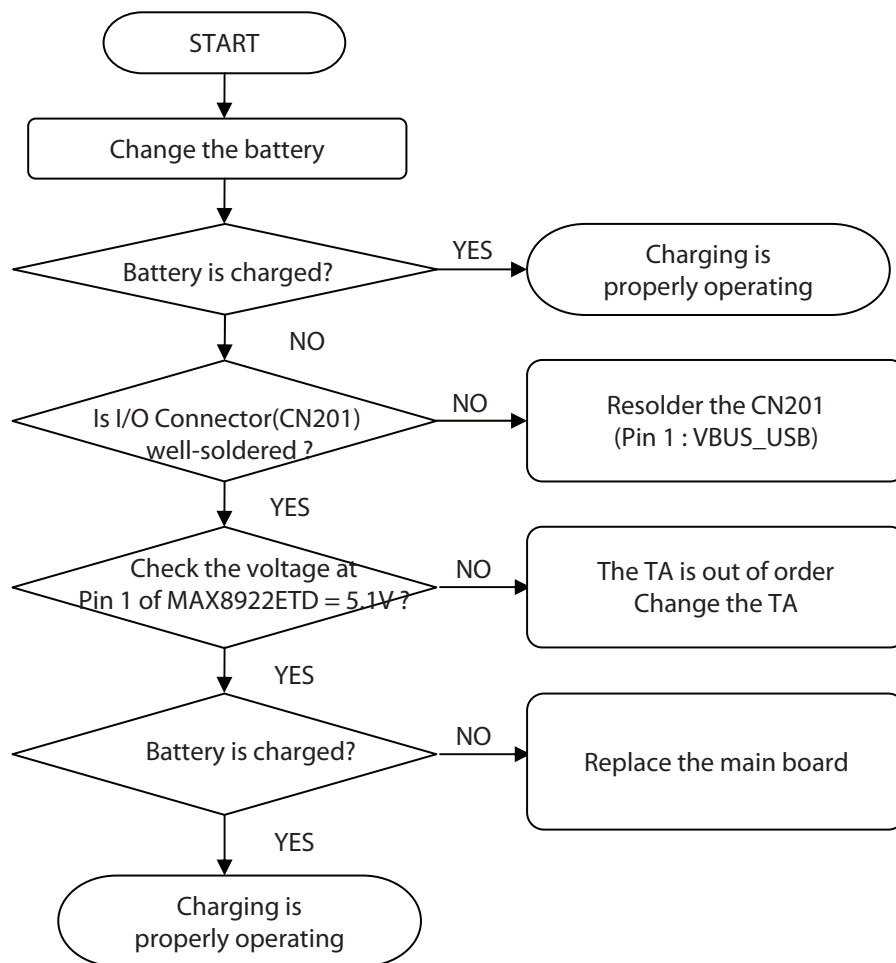 START
Change the battery
Battery is charged?
YES
Charging is
properly operating
NO
Is I/O Connector(CN201)
well-soldered ?
NO
Resolder the CN201
(Pin 1 : VBUS_USB)
YES
Check the voltage at
Pin 1 of MAX8922ETD = 5.1V ?
NO
The TA is out of order
Change the TA
YES
Battery is charged?
NO
Replace the main board
YES
Charging is
properly operating